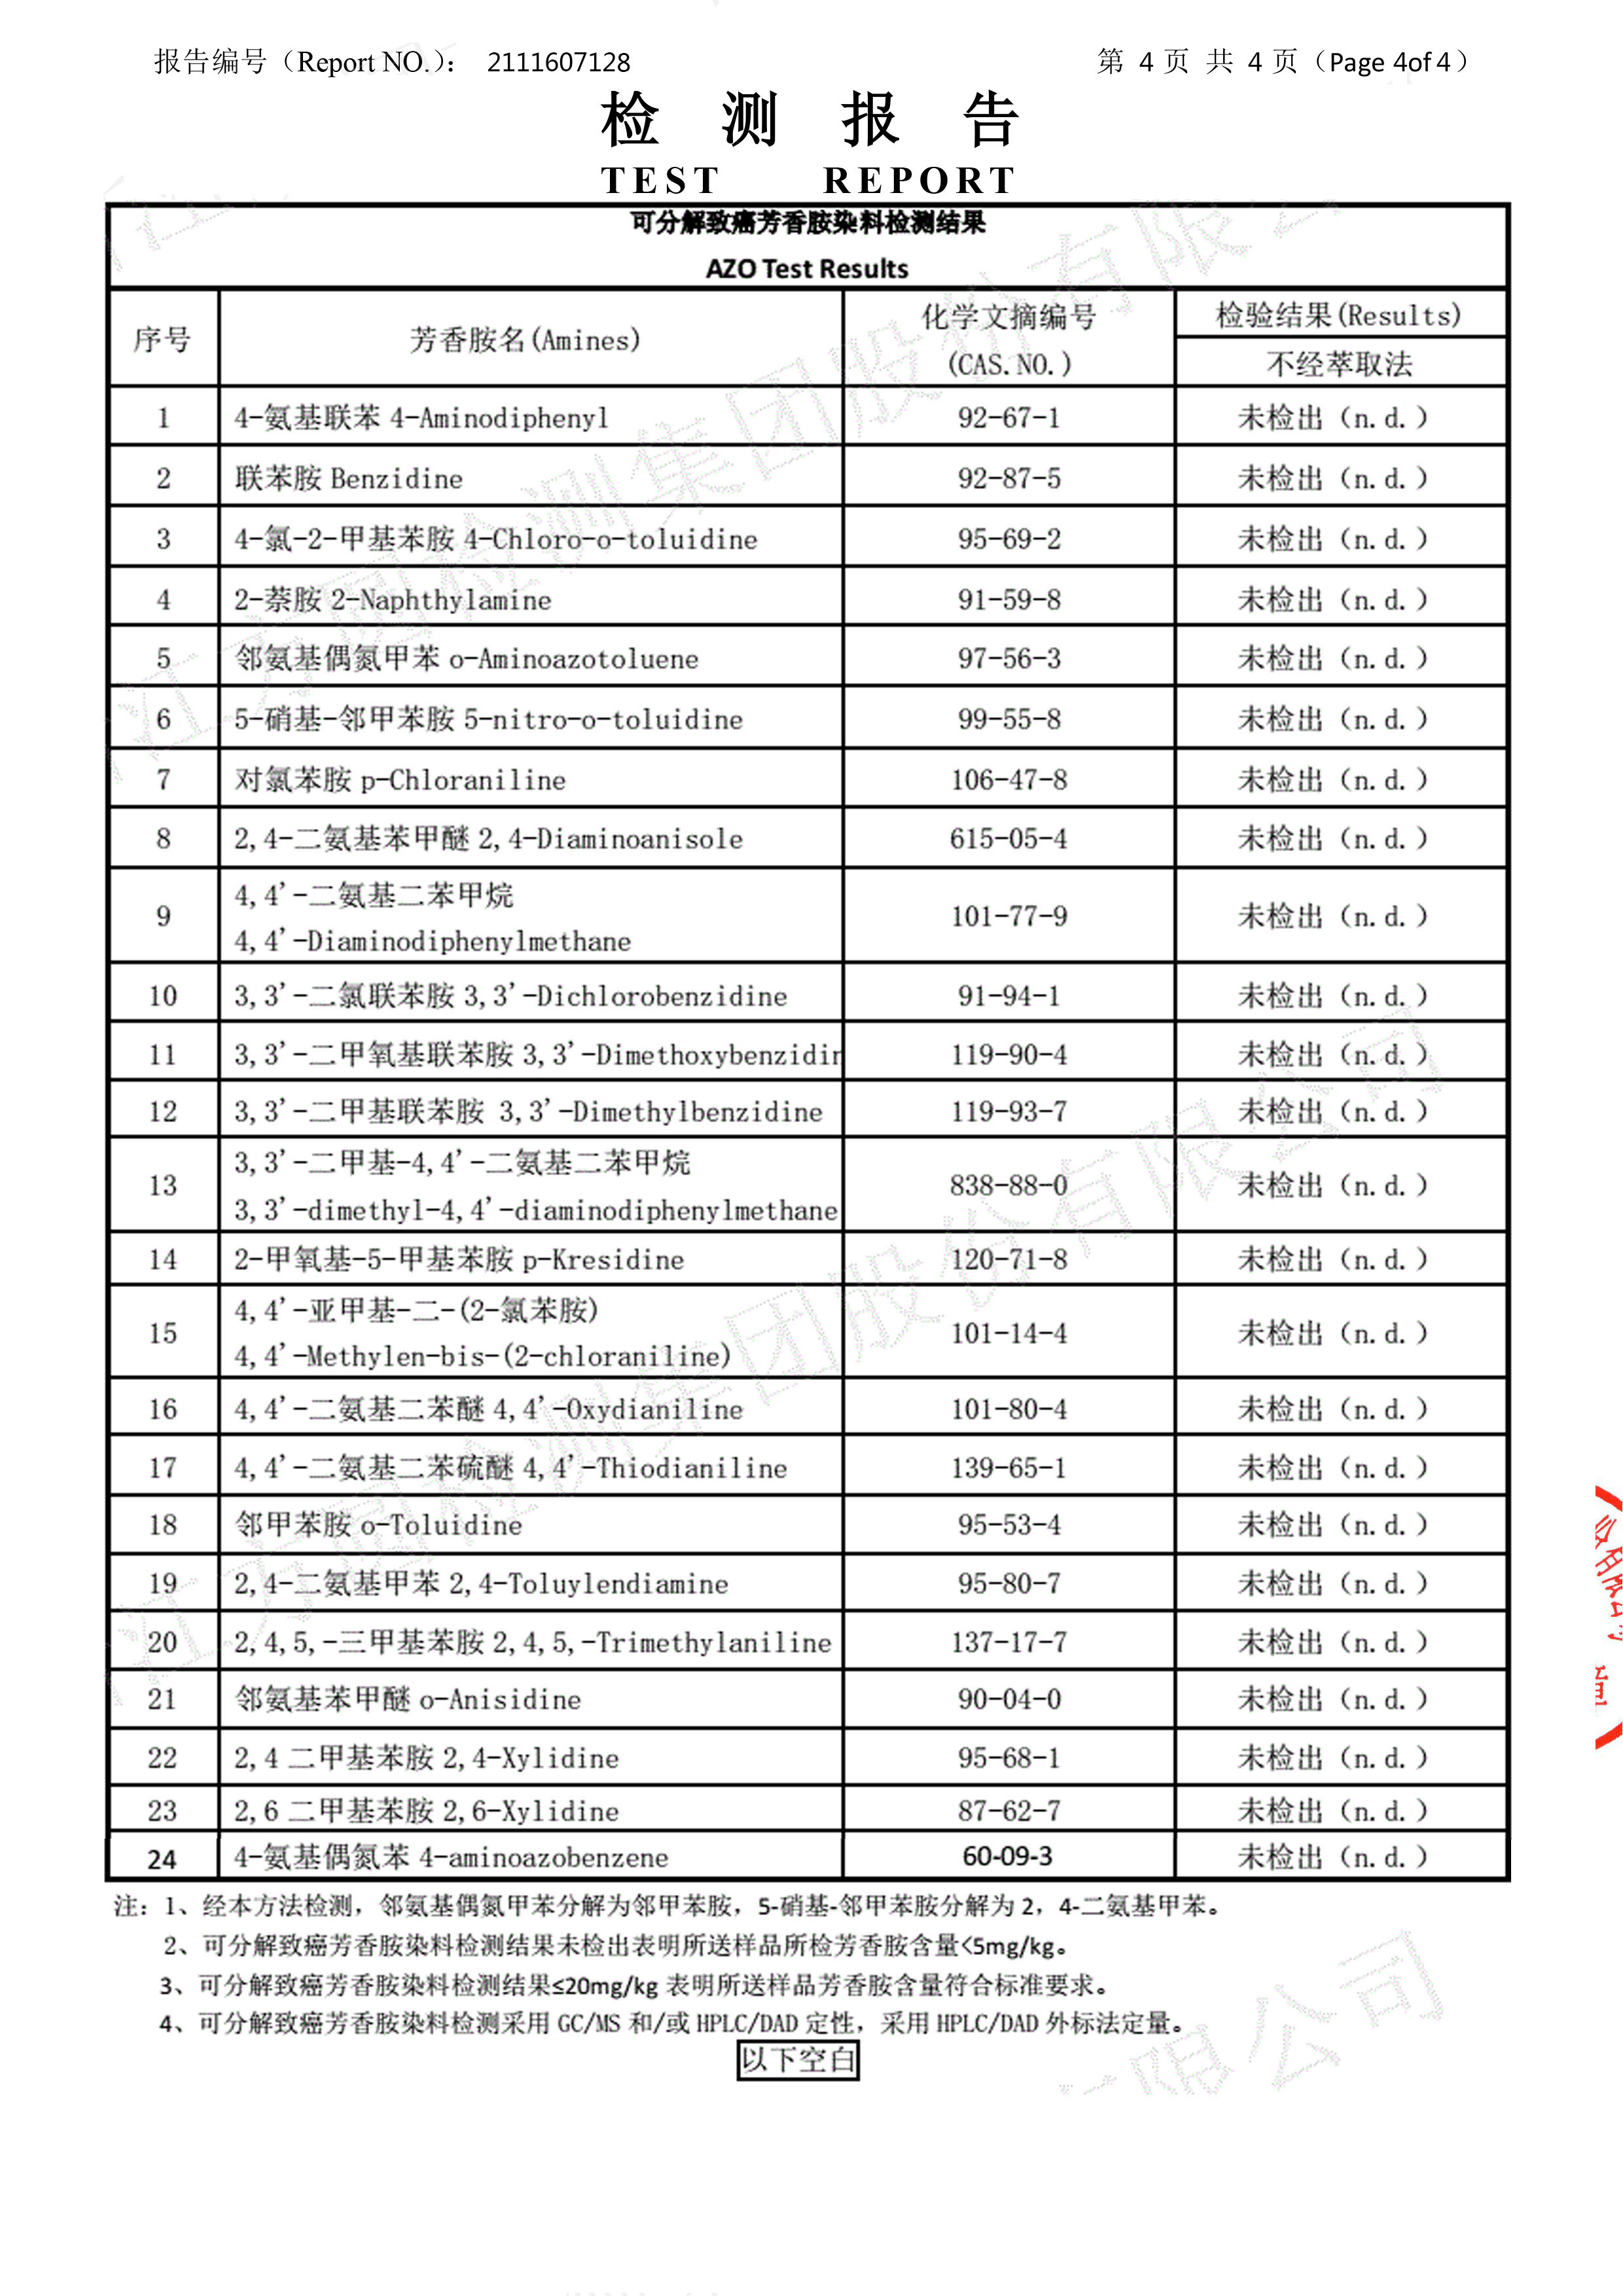 报告编号（Report NO.）： 2111607128 第 4 页 共 4 页（Page 4of 4）
检 测 报 告
TEST REPORT
可分解致癌芳香胺染料检测结果
AZO Test Results
序号 芳香胺名(Amines) 化学文摘编号 (CAS.NO.) 检验结果(Results)
不经萃取法
1 4-氨基联苯 4-Aminodiphenyl 92-67-1 未检出（n.d.）
2 联苯胺 Benzidine 92-87-5 未检出（n.d.）
3 4-氯-2-甲基苯胺 4-Chloro-o-toluidine 95-69-2 未检出（n.d.）
4 2-萘胺 2-Naphthylamine 91-59-8 未检出（n.d.）
5 邻氨基偶氮甲苯 o-Aminoazotoluene 97-56-3 未检出（n.d.）
6 5-硝基-邻甲苯胺 5-nitro-o-toluidine 99-55-8 未检出（n.d.）
7 对氯苯胺 p-Chloraniline 106-47-8 未检出（n.d.）
8 2,4-二氨基苯甲醚 2,4-Diaminoanisole 615-05-4 未检出（n.d.）
9 4,4'-二氨基二苯甲烷
4,4'-Diaminodiphenylmethane 101-77-9 未检出（n.d.）
10 3,3'-二氯联苯胺 3,3'-Dichlorobenzidine 91-94-1 未检出（n.d.）
11 3,3'-二甲氧基联苯胺 3,3'-Dimethoxybenzidin 119-90-4 未检出（n.d.）
12 3,3'-二甲基联苯胺 3,3'-Dimethylbenzidine 119-93-7 未检出（n.d.）
13 3,3'-二甲基-4,4'-二氨基二苯甲烷
3,3'-dimethyl-4,4'-diaminodiphenylmethane 838-88-0 未检出（n.d.）
14 2-甲氧基-5-甲基苯胺 p-Kresidine 120-71-8 未检出（n.d.）
15 4,4'-亚甲基-二-(2-氯苯胺)
4,4'-Methylen-bis-(2-chloraniline) 101-14-4 未检出（n.d.）
16 4,4'-二氨基二苯醚 4,4'-Oxydianiline 101-80-4 未检出（n.d.）
17 4,4'-二氨基二苯硫醚 4,4'-Thiodianiline 139-65-1 未检出（n.d.）
18 邻甲苯胺 o-Toluidine 95-53-4 未检出（n.d.）
19 2,4-二氨基甲苯 2,4-Toluylendiamine 95-80-7 未检出（n.d.）
20 2,4,5,-三甲基苯胺 2,4,5,-Trimethylaniline 137-17-7 未检出（n.d.）
21 邻氨基苯甲醚 o-Anisidine 90-04-0 未检出（n.d.）
22 2,4 二甲基苯胺 2,4-Xylidine 95-68-1 未检出（n.d.）
23 2,6 二甲基苯胺 2,6-Xylidine 87-62-7 未检出（n.d.）
24 4-氨基偶氮苯 4-aminoazobenzene 60-09-3 未检出（n.d.）
注：1、经本方法检测，邻氨基偶氮甲苯分解为邻甲苯胺，5-硝基-邻甲苯胺分解为 2，4-二氨基甲苯。
2、可分解致癌芳香胺染料检测结果未检出表明所送样品所检芳香胺含量<5mg/kg。
3、可分解致癌芳香胺染料检测结果≤20mg/kg 表明所送样品芳香胺含量符合标准要求。
4、可分解致癌芳香胺染料检测采用 GC/MS 和/或 HPLC/DAD 定性，采用 HPLC/DAD 外标法定量。
以下空白
江方圆检测集团股份有限公司
江方圆检测集团股份有限公司
有限公司